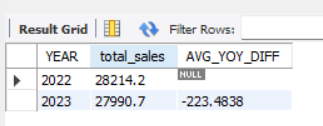 Result Grid Filter Rows:
YEAR total_sales AVG_YOY_DIFF
2022 28214.2 NULL
2023 27990.7 -223.4838